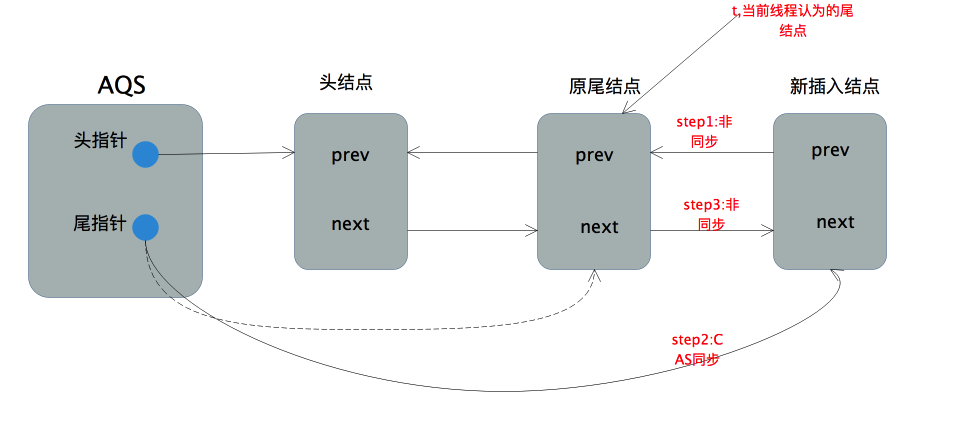 t,当前线程认为的尾
结点
AQS
头结点
原尾结点
新插入结点
头指针
尾指针
prev
next
prev
next
prev
next
step1:非
同步
step3:非
同步
step2:C
AS同步